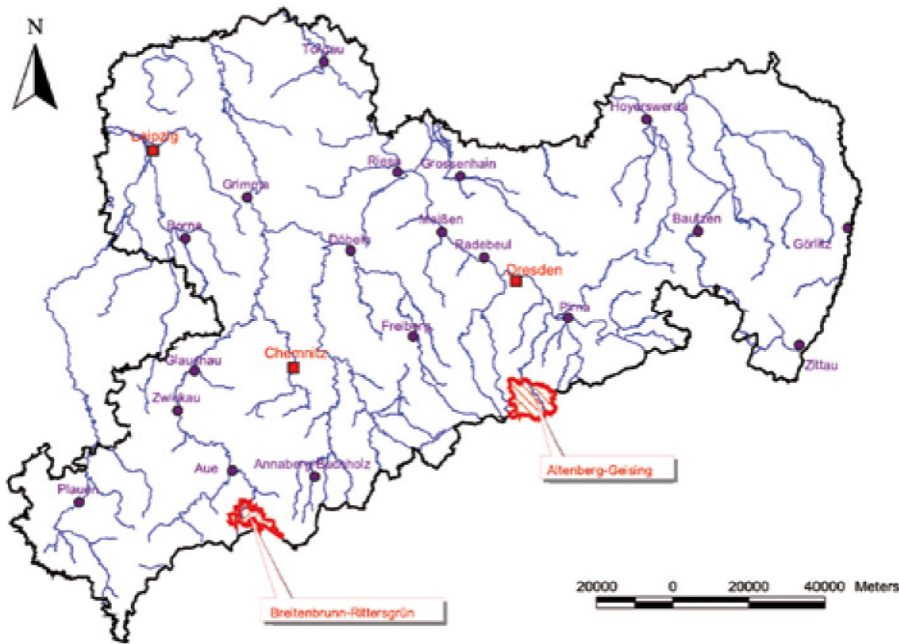 N
Torgau
Hoyerswerda
Leipzig
Riesa
Grossenhain
Grimma
Meißen
Bautzen
Borna
Döbeln
Radebeul
Görlitz
Dresden
Pirna
Freiberg
Chemnitz
Glauchau
Zittau
Zwickau
Aue
Annaberg-Buchholz
Altenberg-Geising
Plauen
20000 0 20000 40000 Meters
Breitenbrunn-Rittersgrün